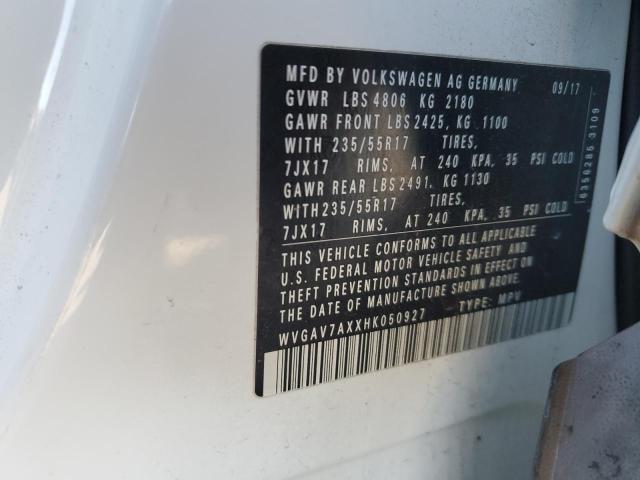 MFD BY VOLKSWAGEN AG GERMANY 09/17
GVWR LBS 4806 KG 2180
GAWR FRONT LBS 2425, KG 1100
WITH 235/55R17 TIRES,
7JX17 RIMS, AT 240 KPA, 35 PSI COLD
GAWR REAR LBS 2491, KG 1130
WITH 235/55R17 TIRES,
7JX17 RIMS, AT 240 KPA, 35 PSI COLD
THIS VEHICLE CONFORMS TO ALL APPLICABLE
U.S. FEDERAL MOTOR VEHICLE SAFETY AND
THEFT PREVENTION STANDARDS IN EFFECT ON
THE DATE OF MANUFACTURE SHOWN ABOVE.
WVGAV7AXXHK050927 TYPE: MPV
6356285 3109